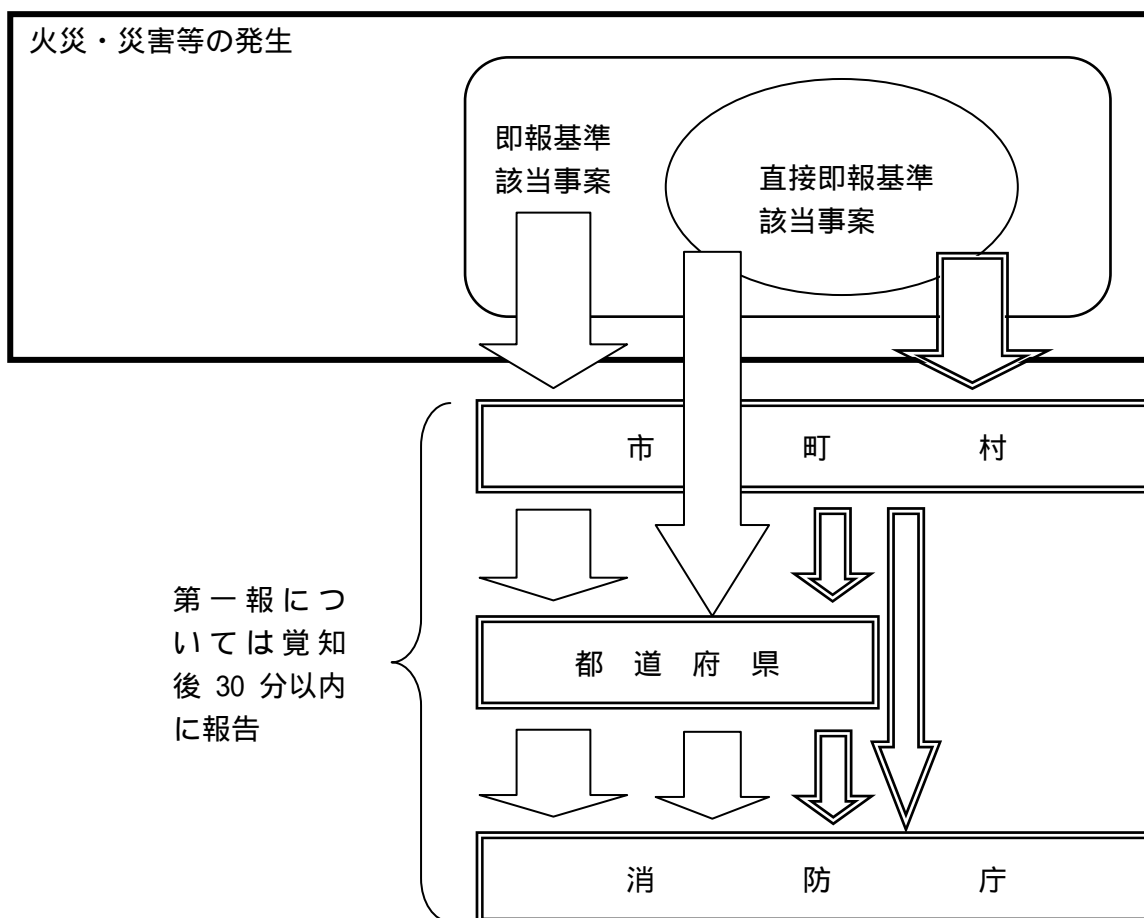 火災・災害等の発生
即報基準
該当事案
直接即報基準
該当事案
市町村
第一報につ
いては覚知
後 30 分以内
に報告
都道府県
消防庁